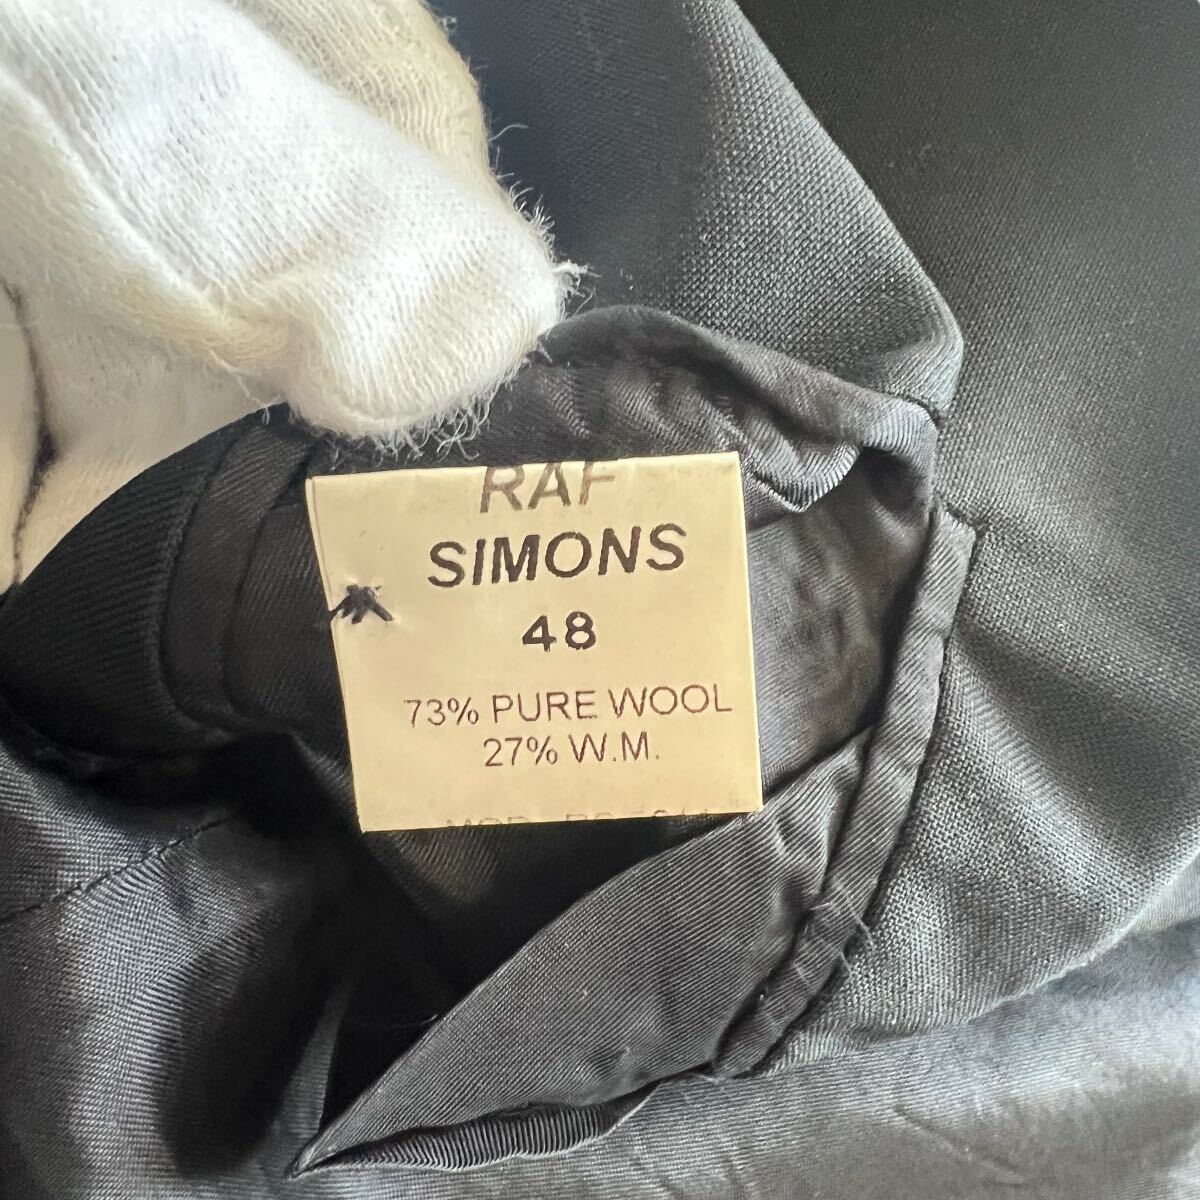 RAF
SIMONS
48
73% PURE WOOL
27% W.M.